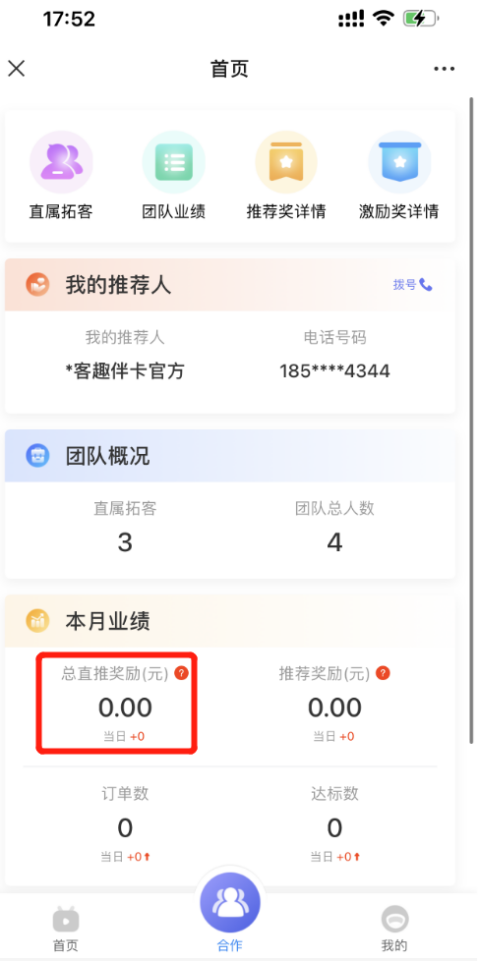 17:52
首页
直属拓客
团队业绩
推荐奖详情
激励奖详情
我的推荐人
拨号
我的推荐人
电话号码
*客趣伴卡官方
185****4344
团队概况
直属拓客
团队总人数
3
4
本月业绩
总直推奖励(元) ?
推荐奖励(元) ?
0.00
0.00
当日 +0
当日 +0
订单数
达标数
0
0
当日 +0⬆
当日 +0⬆
首页
合作
我的